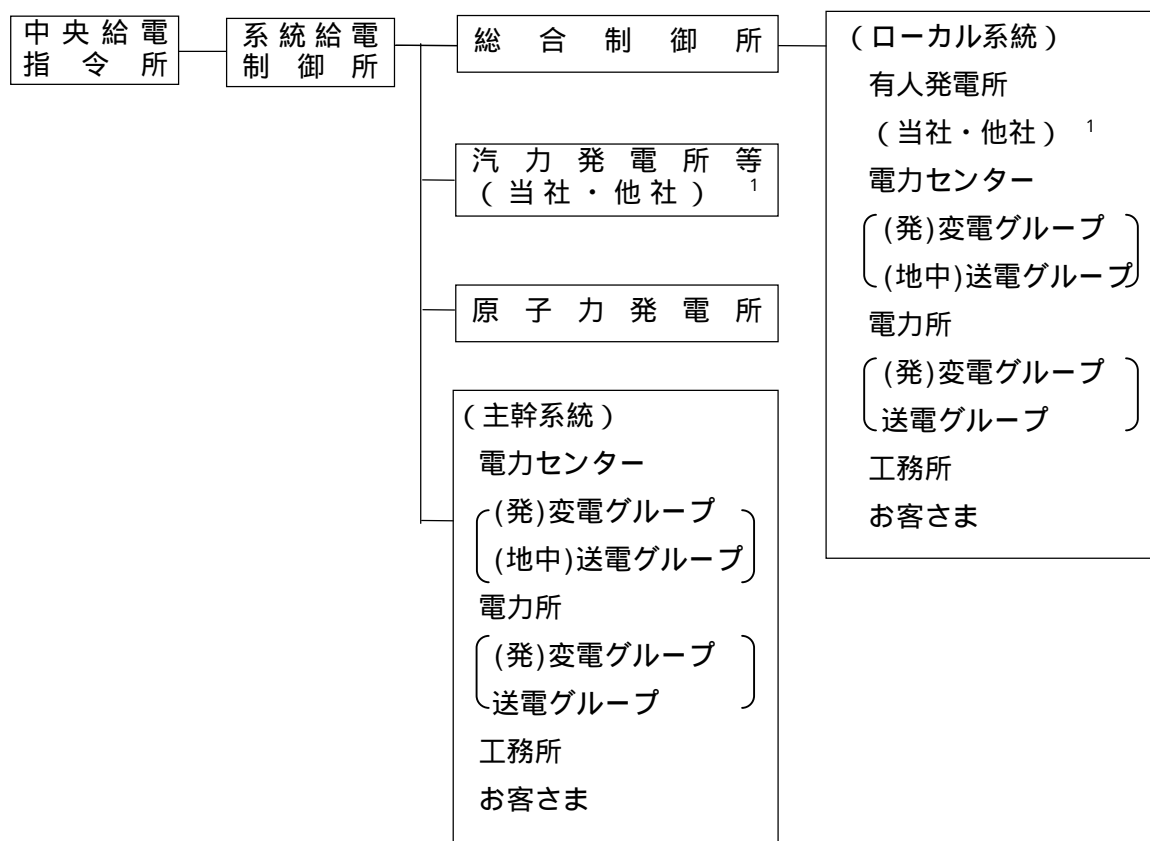 中央給電
指令所
系統給電
制御所
総合制御所
汽力発電所等
（当社・他社） 1
原子力発電所
（主幹系統）
電力センター
(発)変電グループ
(地中)送電グループ
電力所
(発)変電グループ
送電グループ
工務所
お客さま
（ローカル系統）
有人発電所
（当社・他社） 1
電力センター
(発)変電グループ
(地中)送電グループ
電力所
(発)変電グループ
送電グループ
工務所
お客さま